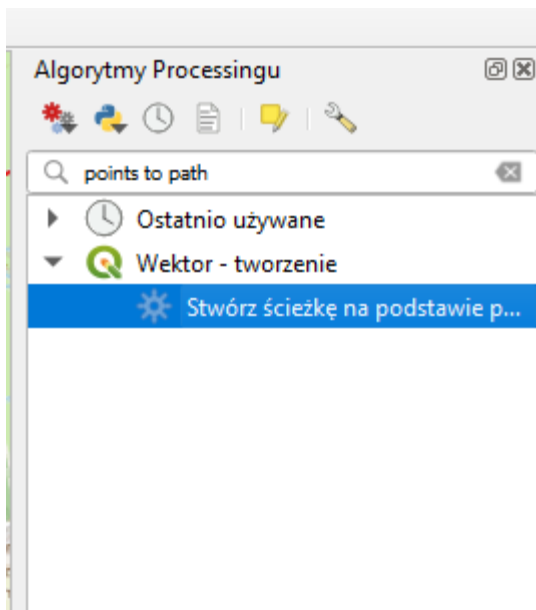 Algorytmy Processingu
points to path
Ostatnio używane
Wektor - tworzenie
Stwórz ścieżkę na podstawie p...